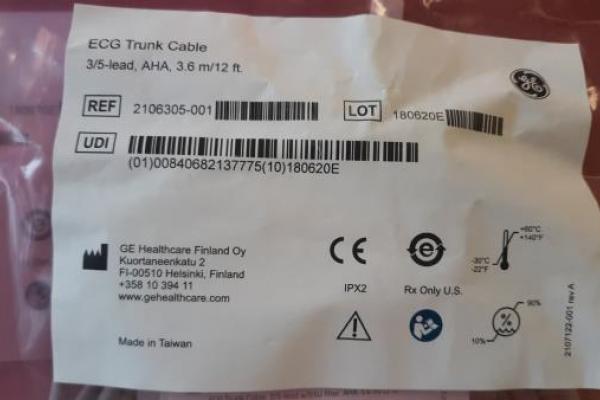 ECG Trunk Cable
3/5-lead, AHA, 3.6 m/12 ft.
REF 2106305-001
LOT 180620E
UDI
(01)00840682137775(10)180620E
GE Healthcare Finland Oy
Kuortaneenkatu 2
FI-00510 Helsinki, Finland
+358 10 394 11
www.gehealthcare.com
Made in Taiwan
CE
IPX2
Rx Only U.S.
+60°C
+140°F
-30°C
-22°F
90%
%
10%
2107122-001 rev A